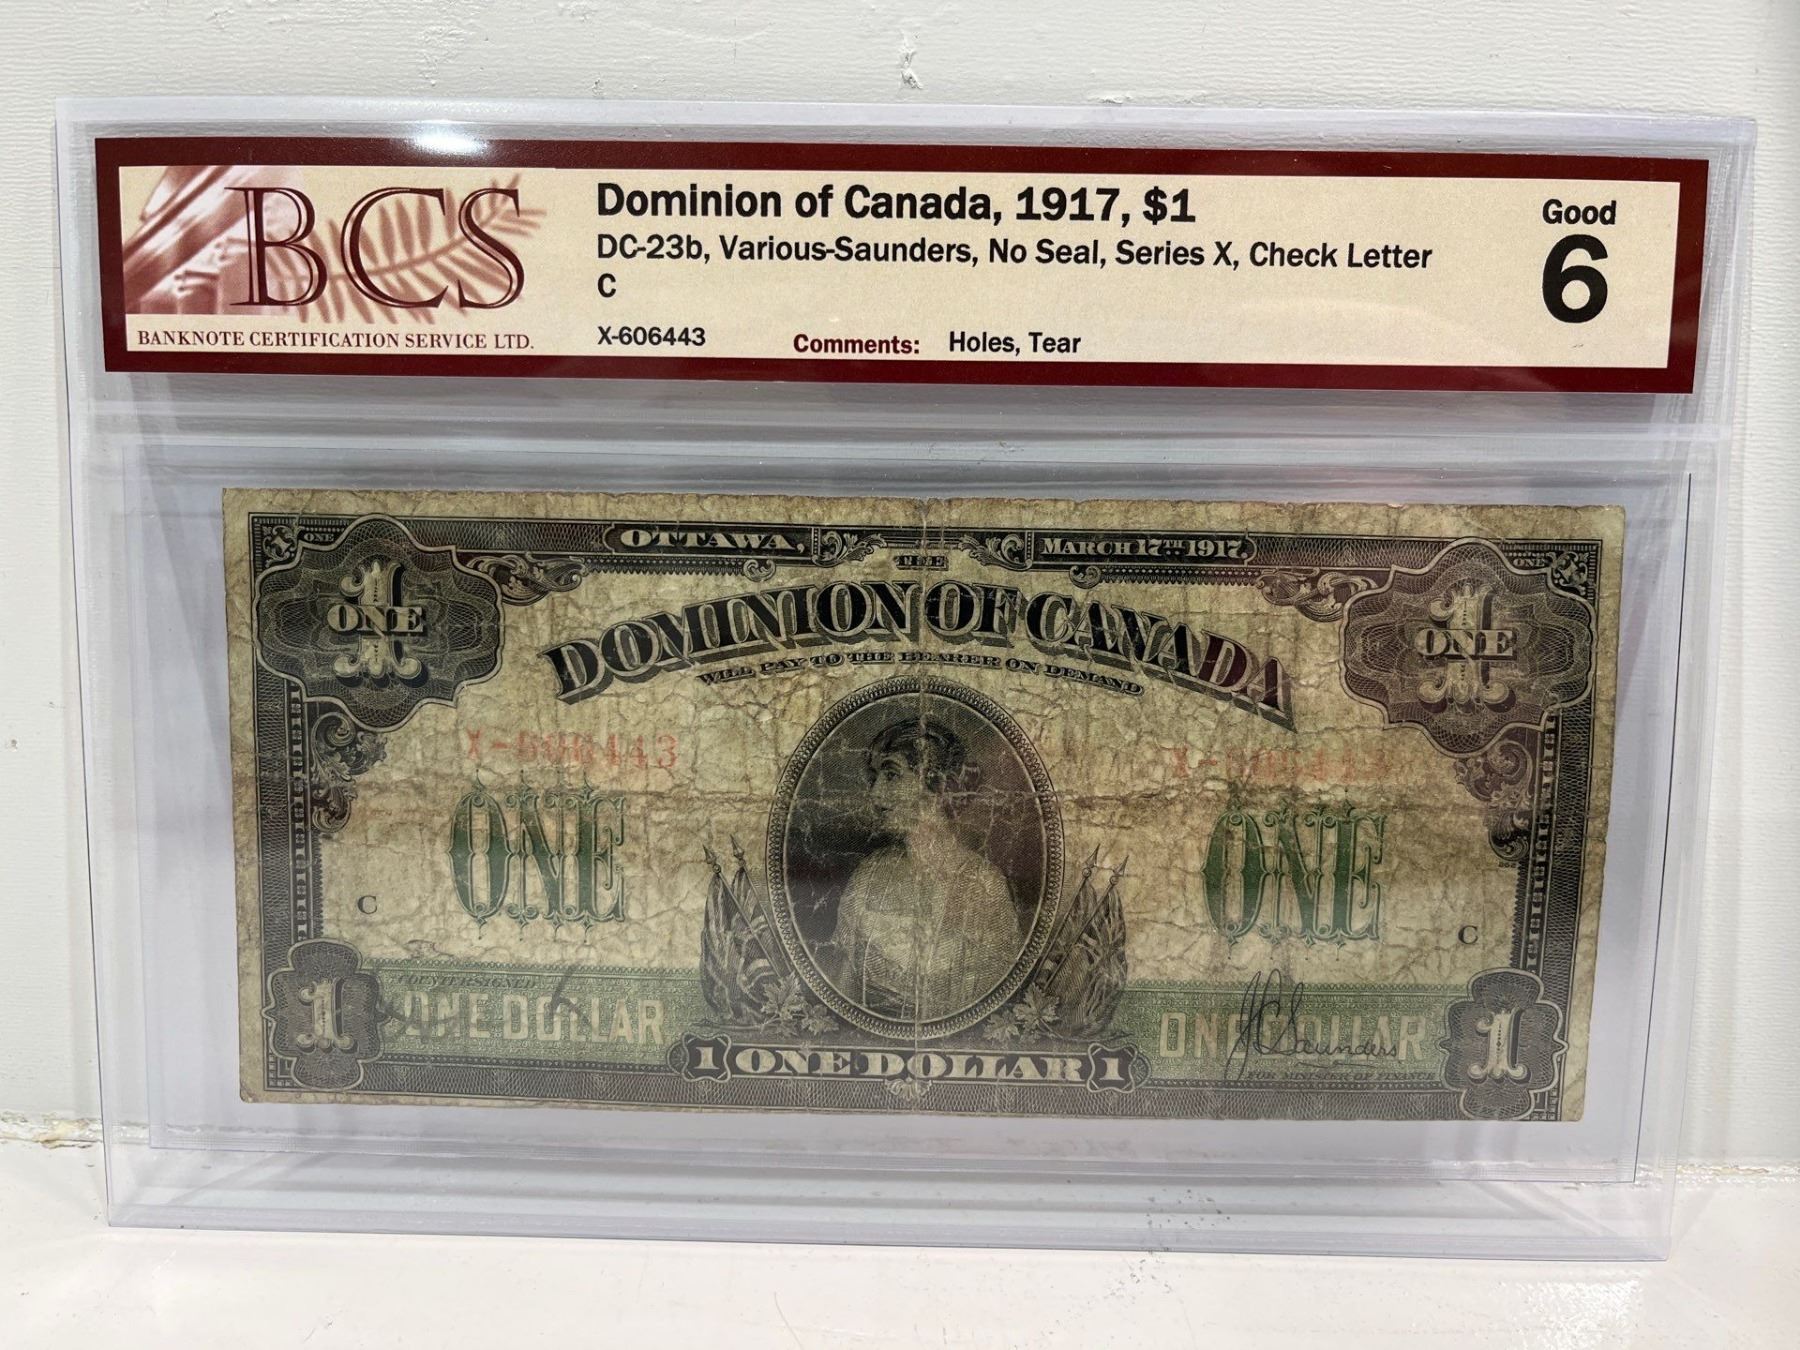 BCS
BANKNOTE CERTIFICATION SERVICE LTD.
Dominion of Canada, 1917, $1
DC-23b, Various-Saunders, No Seal, Series X, Check Letter
C
X-606443
Comments: Holes, Tear
Good
6
OTTAWA,
MARCH 17TH 1917
ONE
ONE
THE
1
ONE
1
ONE
DOMINION OF CANADA
WILL PAY TO THE BEARER ON DEMAND
X-606443
X-606443
ONE
ONE
C
C
COUNTERSIGNED
1
ONE DOLLAR
ONE DOLLAR
J C Saunders
1
1 ONE DOLLAR 1
FOR MINISTER OF FINANCE